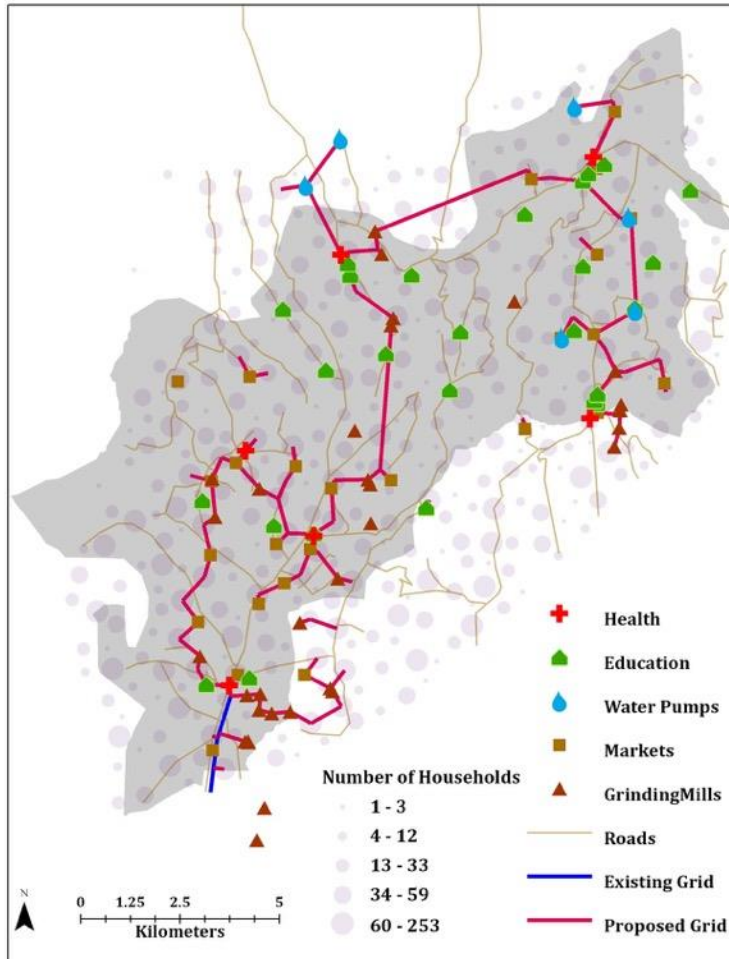 Health
Education
Water Pumps
Markets
GrindingMills
Roads
Existing Grid
Proposed Grid
Number of Households
1 - 3
4 - 12
13 - 33
34 - 59
60 - 253
N
0 1.25 2.5 5
Kilometers